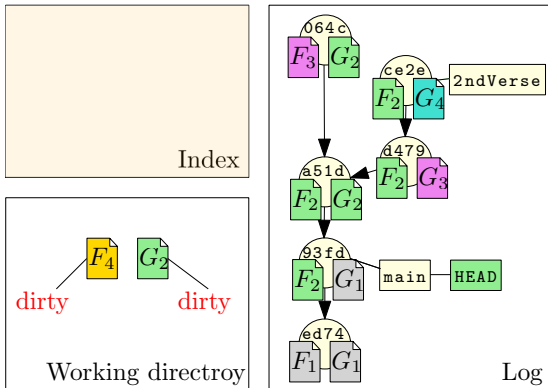 Index
F4 G2
dirty dirty
Working directroy
064c
F3 G2
ce2e
F2 G4
2ndVerse
d479
F2 G3
a51d
F2 G2
93fd
F2 G1
main HEAD
ed74
F1 G1
Log